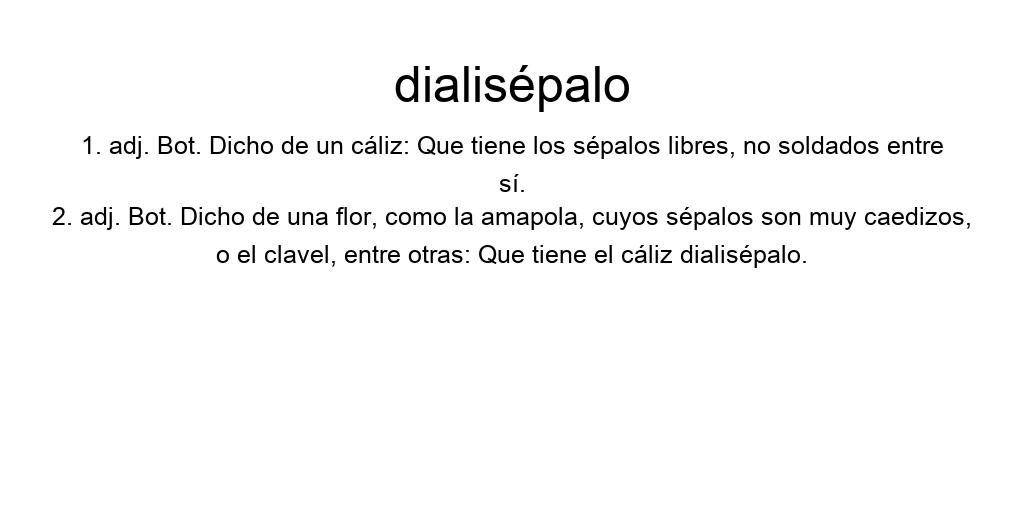 dialisépalo
1. adj. Bot. Dicho de un cáliz: Que tiene los sépalos libres, no soldados entre
sí.
2. adj. Bot. Dicho de una flor, como la amapola, cuyos sépalos son muy caedizos,
o el clavel, entre otras: Que tiene el cáliz dialisépalo.